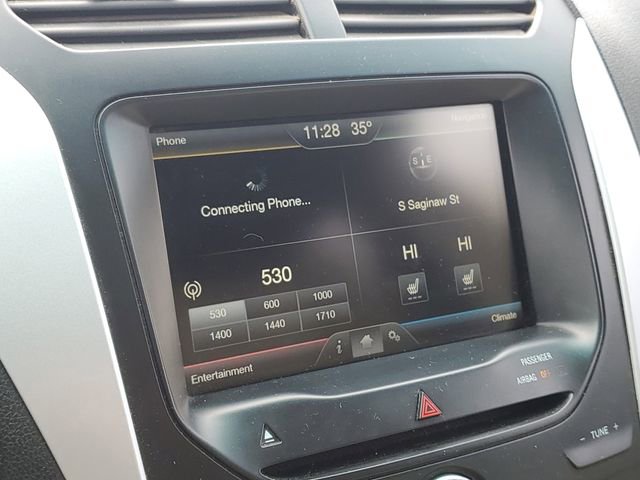 Phone
11:28 35°
Navigation
Connecting Phone...
S E
S Saginaw St
530
HI HI
530 600 1000
1400 1440 1710
i
Climate
Entertainment
PASSENGER
AIRBAG OFF
- TUNE +